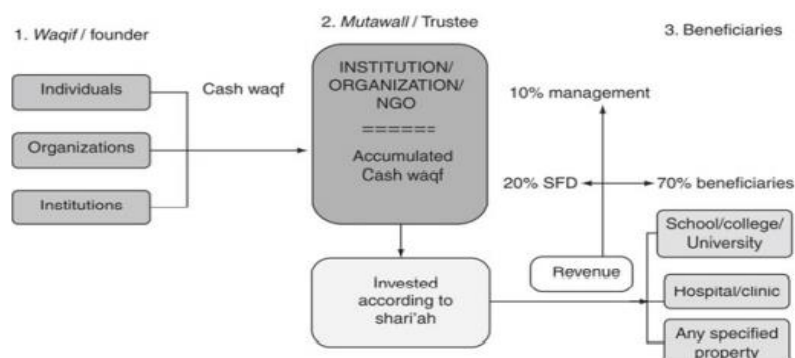 1. Waqif / founder
Individuals
Organizations
Institutions
Cash waqf
2. Mutawall / Trustee
INSTITUTION/
ORGANIZATION/
NGO
======
Accumulated
Cash waqf
Invested
according to
shari'ah
3. Beneficiaries
10% management
20% SFD
70% beneficiaries
Revenue
School/college/
University
Hospital/clinic
Any specified
property